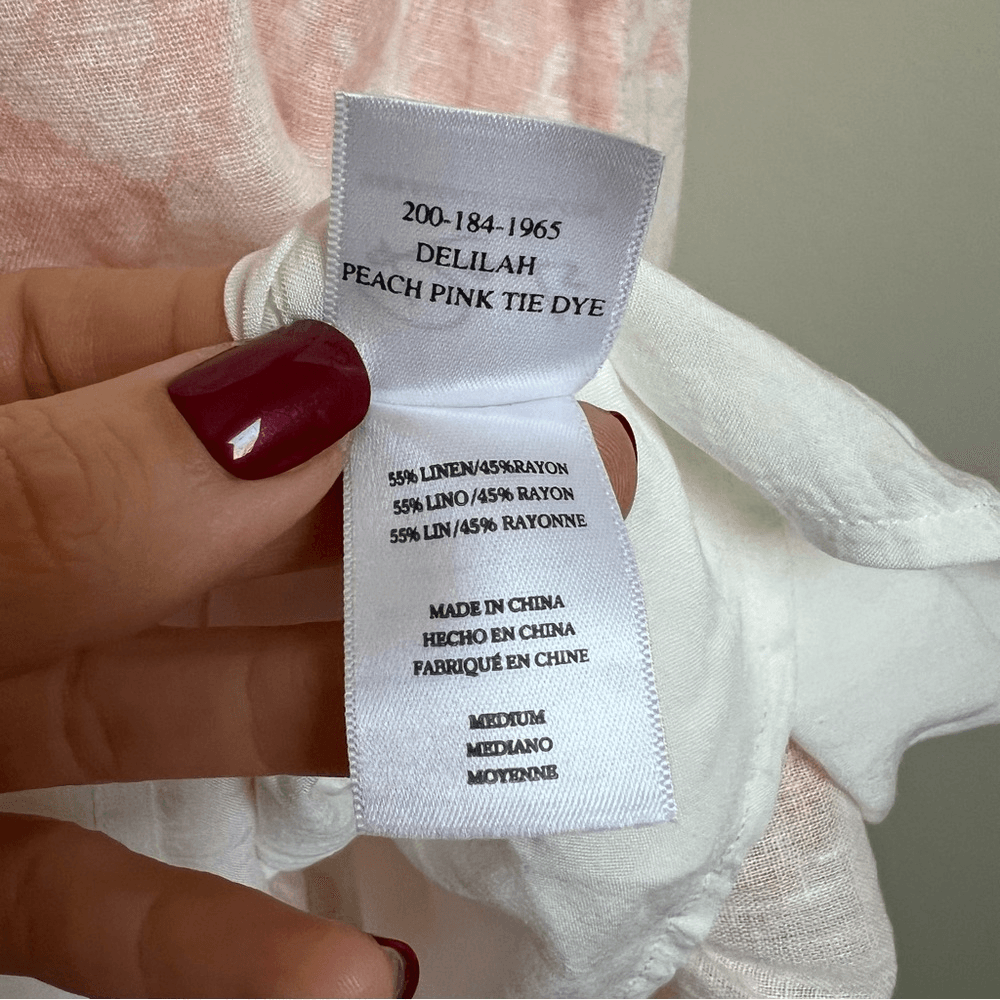 200-184-1965
DELILAH
PEACH PINK TIE DYE
55% LINEN/45%RAYON
55% LINO/45% RAYON
55% LIN/45% RAYONNE
MADE IN CHINA
HECHO EN CHINA
FABRIQUÉ EN CHINE
MEDIUM
MEDIANO
MOYENNE